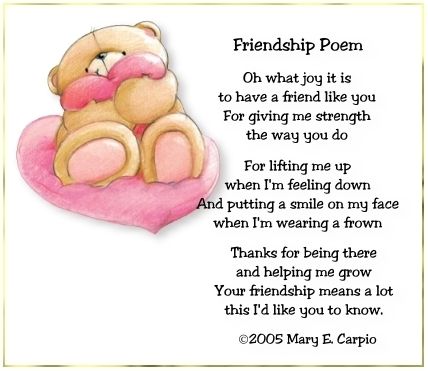 Friendship Poem
Oh what joy it is
to have a friend like you
For giving me strength
the way you do
For lifting me up
when I'm feeling down
And putting a smile on my face
when I'm wearing a frown
Thanks for being there
and helping me grow
Your friendship means a lot
this I'd like you to know.
©2005 Mary E. Carpio